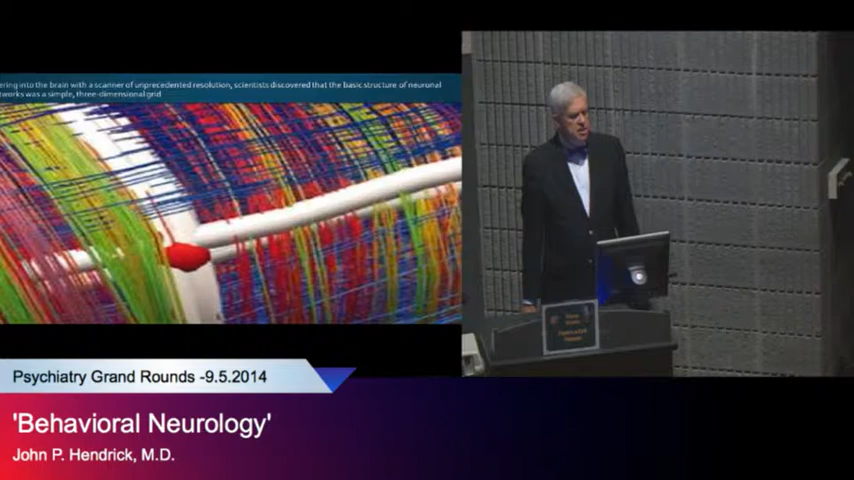 ering into the brain with a scanner of unprecedented resolution, scientists discovered that the basic structure of neuronal
tworks was a simple, three-dimensional grid
Psychiatry Grand Rounds -9.5.2014
'Behavioral Neurology'
John P. Hendrick, M.D.